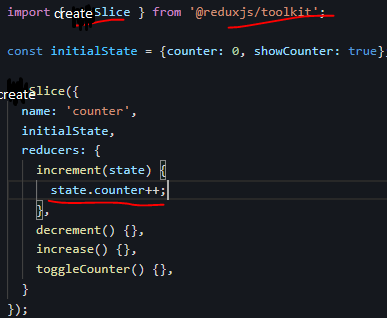 import { createSlice } from '@reduxjs/toolkit';
const initialState = {counter: 0, showCounter: true}
createSlice({
name: 'counter',
initialState,
reducers: {
increment(state) {
state.counter++;
},
decrement() {},
increase() {},
toggleCounter() {},
}
});